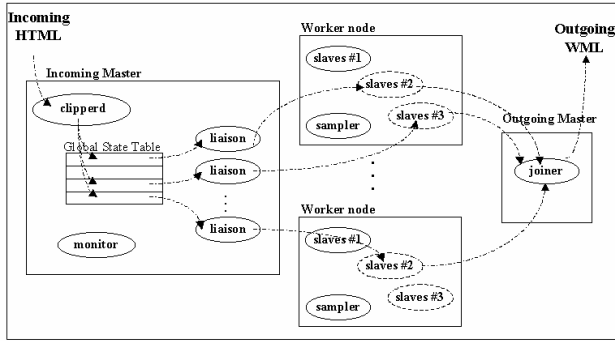 Incoming
HTML
Incoming Master
clipperd
Global State Table
monitor
liaison
liaison
liaison
Worker node
slaves #1
slaves #2
slaves #3
sampler
Worker node
slaves #1
slaves #2
slaves #3
sampler
Outgoing
WML
Outgoing Master
joiner